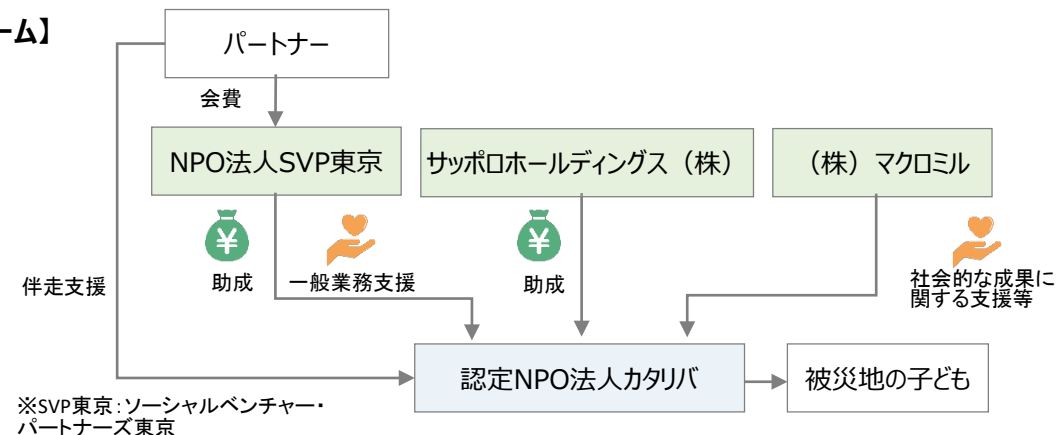 ーム】
パートナー
会費
NPO法人SVP東京
サッポロホールディングス（株）
（株）マクロミル
¥
¥
助成
一般業務支援
助成
社会的な成果に
関する支援等
伴走支援
認定NPO法人カタリバ
被災地の子ども
※SVP東京：ソーシャルベンチャー・
パートナーズ東京